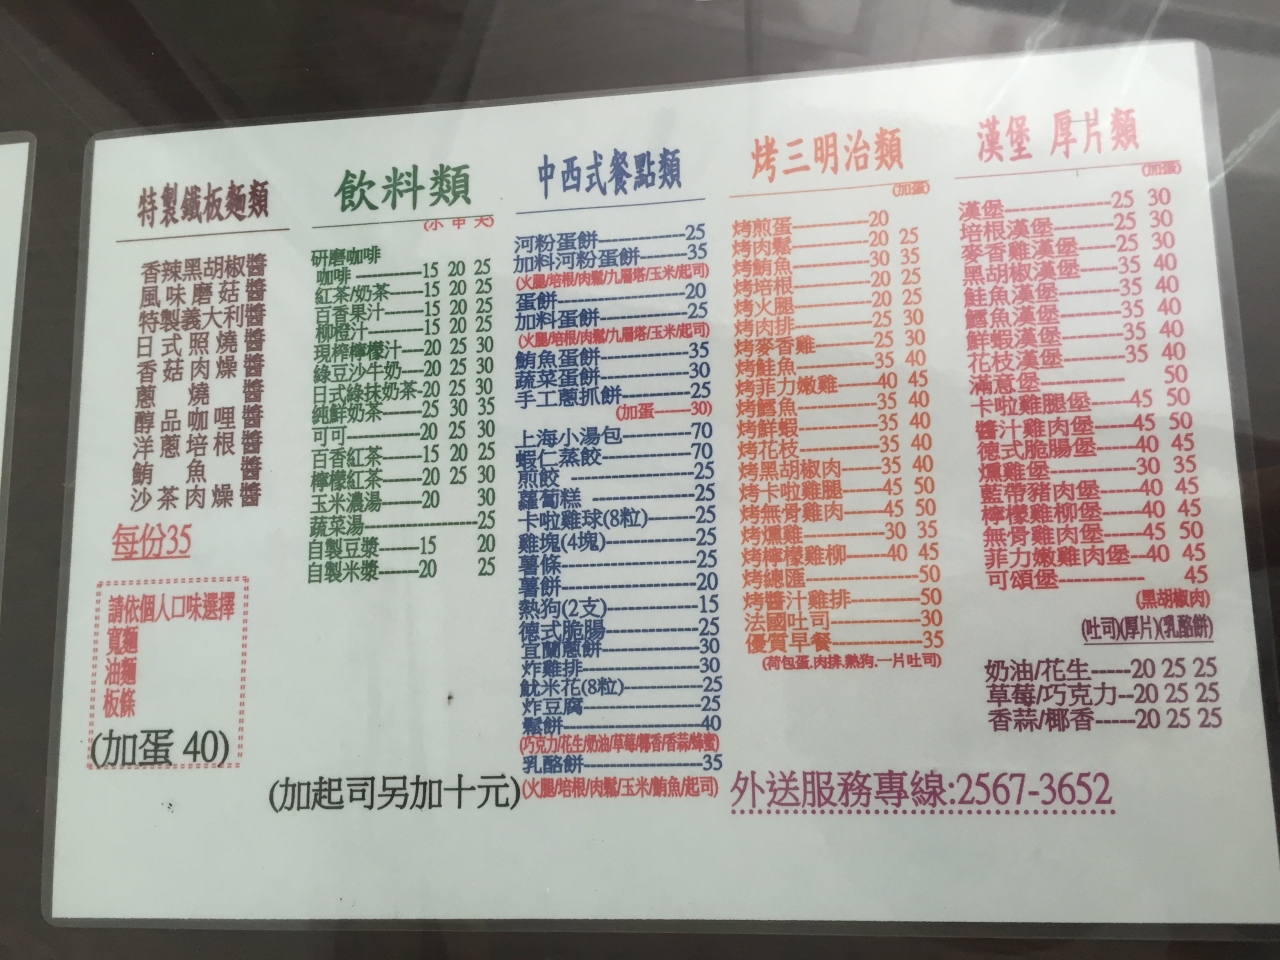 特製鐵板麵類
香辣黑胡椒醬
風味磨菇醬
特製義大利醬
日式照燒醬
香菇肉燥醬
蔥燒醬
醇品咖哩醬
洋蔥培根醬
鮪魚醬
沙茶肉燥醬
每份35
請依個人口味選擇
寬麵
油麵
板條
(加蛋 40)
飲料類
(小 中 大)
研磨咖啡
咖啡----------15 20 25
紅茶/奶茶------15 20 25
百香果汁------15 20 25
柳橙汁--------15 20 25
現榨檸檬汁---20 25 30
綠豆沙牛奶---20 25 30
日式綠抹奶茶-20 25 30
純鮮奶茶------25 30 35
可可-----------20 25 30
百香紅茶------15 20 25
檸檬紅茶------20 25 30
玉米濃湯------20 30
蔬菜湯------------------25
自製豆漿-------15 20
自製米漿-------20 25
(加起司另加十元)
中西式餐點類
河粉蛋餅--------------25
加料河粉蛋餅--------35
(火腿/培根/肉鬆/九層塔/玉米/起司)
蛋餅--------------------20
加料蛋餅--------------25
(火腿/培根/肉鬆/九層塔/玉米/起司)
鮪魚蛋餅--------------35
蔬菜蛋餅--------------30
手工蔥抓餅-----------25
(加蛋------30)
上海小湯包-----------70
蝦仁蒸餃--------------70
煎餃 -------------------25
蘿蔔糕 ----------------25
卡啦雞球(8粒)-------25
雞塊(4塊)------------25
薯條-------------------25
薯餅-------------------20
熱狗(2支)------------15
德式脆腸--------------25
宜蘭蔥餅--------------30
炸雞排----------------30
魷米花(8粒)----------25
炸豆腐----------------25
鬆餅-------------------40
(巧克力/花生/奶油/草莓/椰香/香蒜/蜂蜜)
乳酪餅----------------35
(火腿/培根/肉鬆/玉米/鮪魚/起司)
烤三明治類
(加蛋)
烤煎蛋------------20
烤肉鬆------------20 25
烤鮪魚------------30 35
烤培根------------20 25
烤火腿------------20 25
烤肉排------------30 35
烤麥香雞---------25 30
烤鮭魚------------35 40
烤菲力嫩雞------40 45
烤鱈魚------------35 40
烤鮮蝦------------35 40
烤花枝------------35 40
烤黑胡椒肉------35 40
烤卡啦雞腿------45 50
烤無骨雞肉------45 50
烤燻雞------------30 35
烤檸檬雞柳------40 45
烤總匯---------------------50
烤醬汁雞排-----------50
法國吐司--------------30
優質早餐--------------35
(荷包蛋.肉排.熱狗.一片吐司)
漢堡 厚片類
(加蛋)
漢堡----------------25 30
培根漢堡---------25 30
麥香雞漢堡------25 30
黑胡椒漢堡------35 40
鮭魚漢堡---------35 40
鱈魚漢堡---------35 40
鮮蝦漢堡---------35 40
花枝漢堡---------35 40
滿意堡------------ 50
卡啦雞腿堡------45 50
醬汁雞肉堡------45 50
德式脆腸堡------40 45
燻雞堡------------30 35
藍帶豬肉堡------40 45
檸檬雞柳堡------40 45
無骨雞肉堡------45 50
菲力嫩雞肉堡---40 45
可頌堡------------ 45
(黑胡椒肉)
(吐司)(厚片)(乳酪餅)
奶油/花生------20 25 25
草莓/巧克力--20 25 25
香蒜/椰香-----20 25 25
外送服務專線:2567-3652